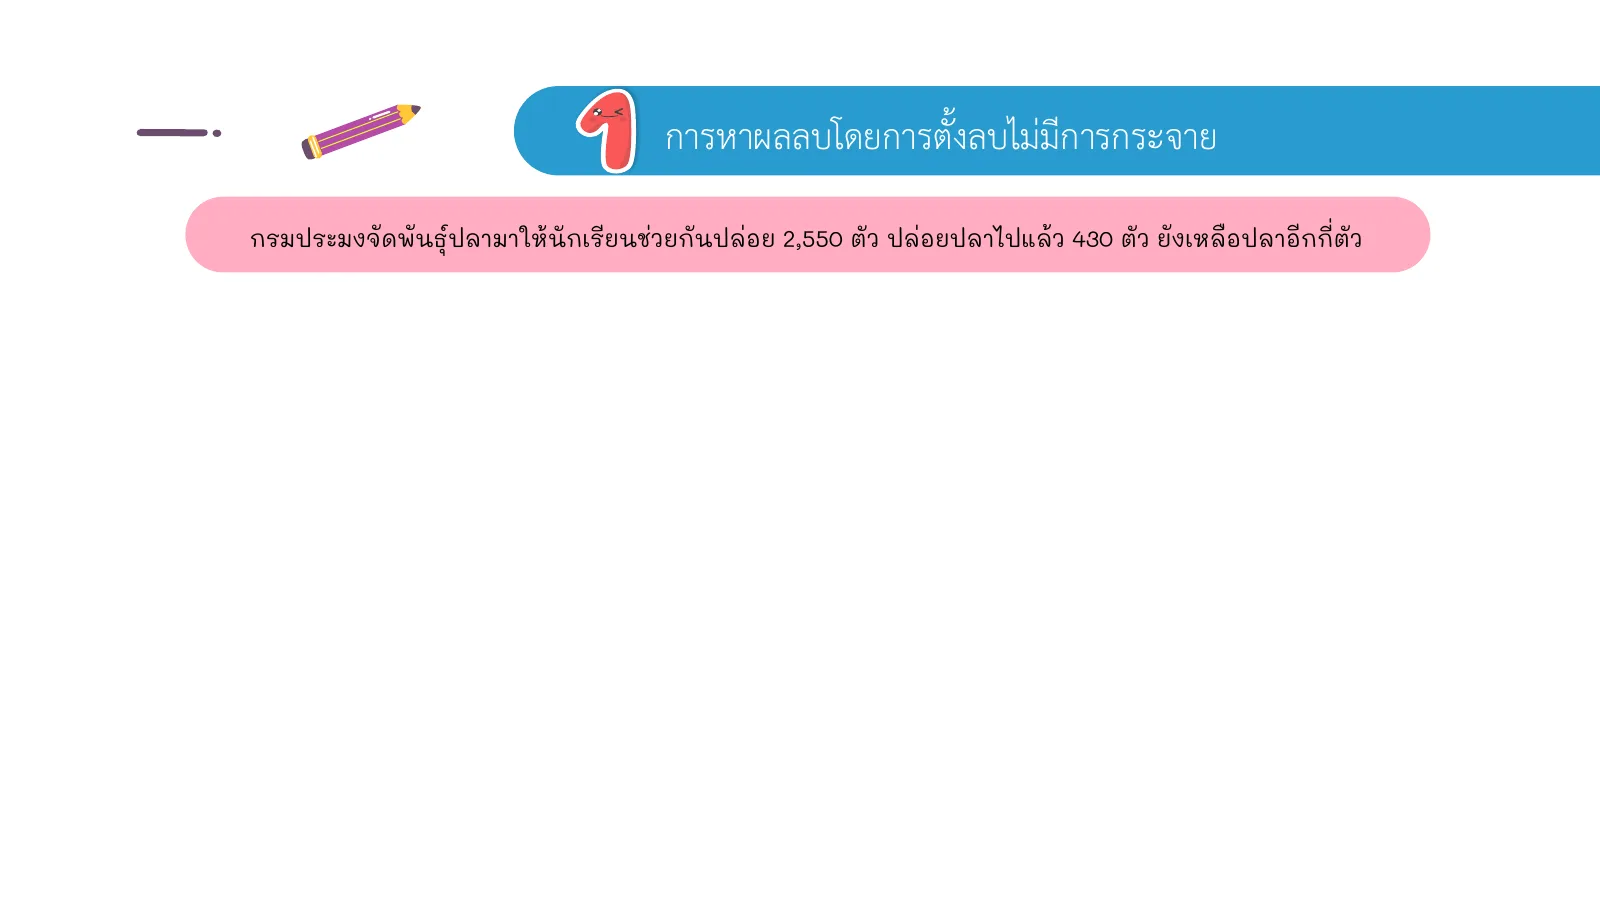 1 การหาผลลบโดยการตั้งลบไม่มีการกระจาย
กรมประมงจัดพันธุ์ปลามาให้นักเรียนช่วยกันปล่อย 2,550 ตัว ปล่อยปลาไปแล้ว 430 ตัว ยังเหลือปลาอีกกี่ตัว